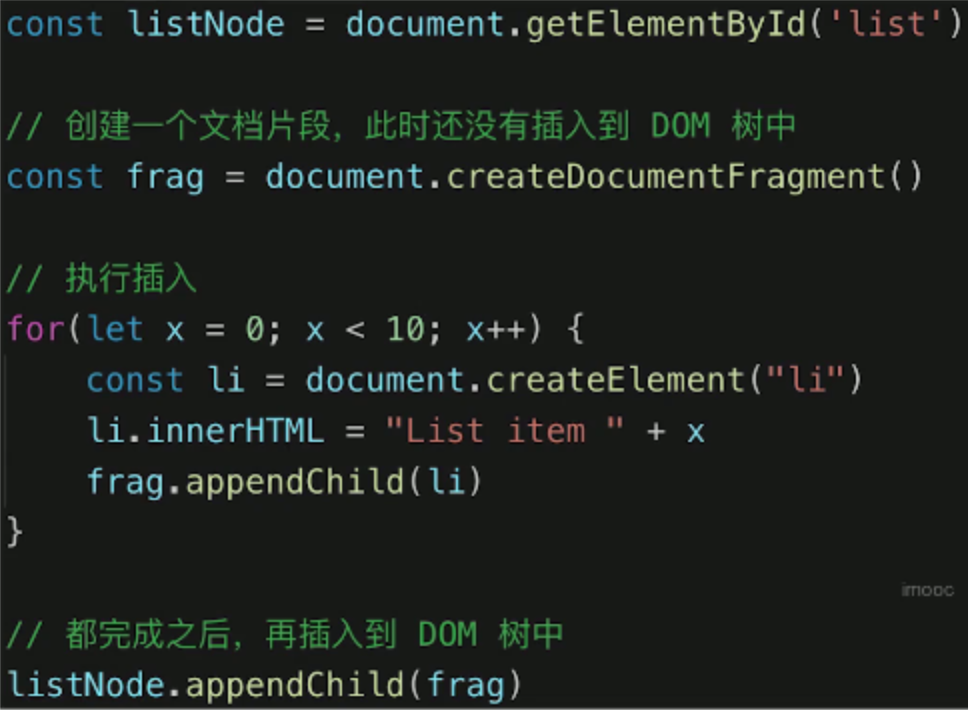 const listNode = document.getElementById('list')
// 创建一个文档片段，此时还没有插入到 DOM 树中
const frag = document.createDocumentFragment()
// 执行插入
for(let x = 0; x < 10; x++) {
    const li = document.createElement("li")
    li.innerHTML = "List item " + x
    frag.appendChild(li)
}
imooc
// 都完成之后，再插入到 DOM 树中
listNode.appendChild(frag)